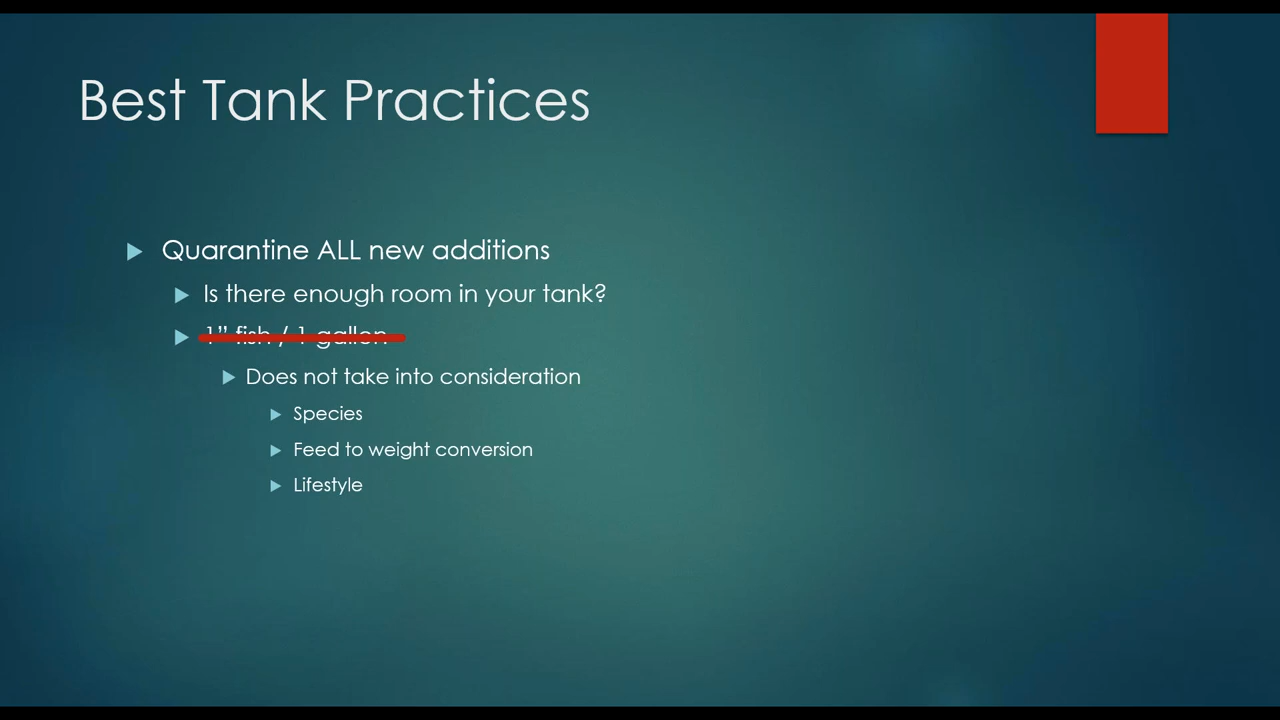 Best Tank Practices
Quarantine ALL new additions
Is there enough room in your tank?
1” fish / 1 gallon
Does not take into consideration
Species
Feed to weight conversion
Lifestyle